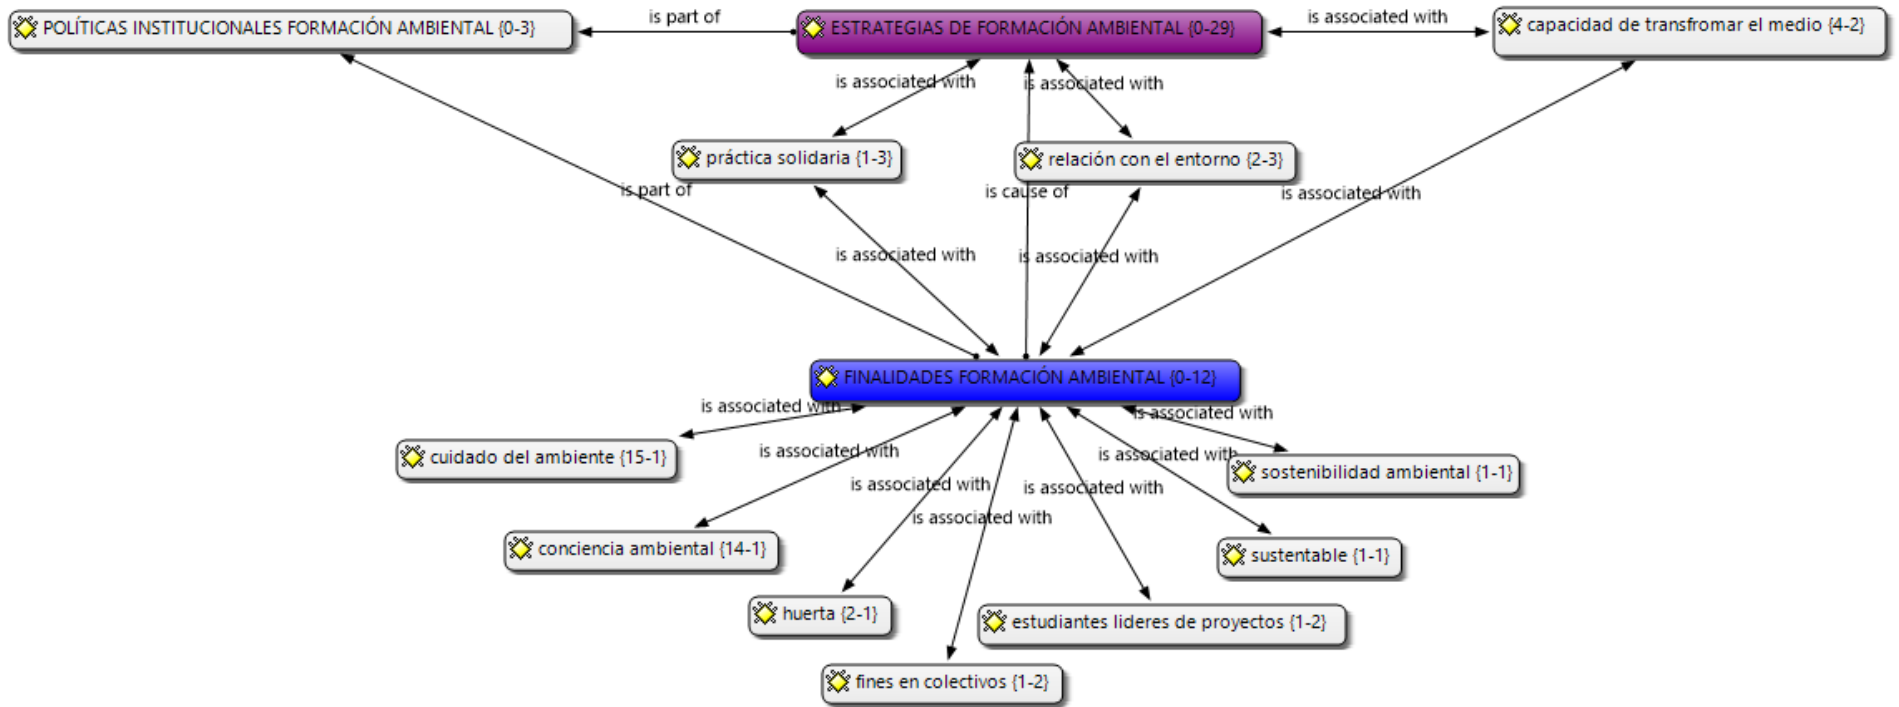 POLÍTICAS INSTITUCIONALES FORMACIÓN AMBIENTAL {0-3}
is part of
ESTRATEGIAS DE FORMACIÓN AMBIENTAL {0-29}
is associated with
capacidad de transfromar el medio {4-2}
is associated with
is associated with
práctica solidaria {1-3}
relación con el entorno {2-3}
is part of
is cause of
is associated with
is associated with
is associated with
FINALIDADES FORMACIÓN AMBIENTAL {0-12}
is associated with
is associated with
cuidado del ambiente {15-1}
is associated with
is associated with
sostenibilidad ambiental {1-1}
is associated with
is associated with
is associated with
conciencia ambiental {14-1}
sustentable {1-1}
huerta {2-1}
estudiantes lideres de proyectos {1-2}
fines en colectivos {1-2}